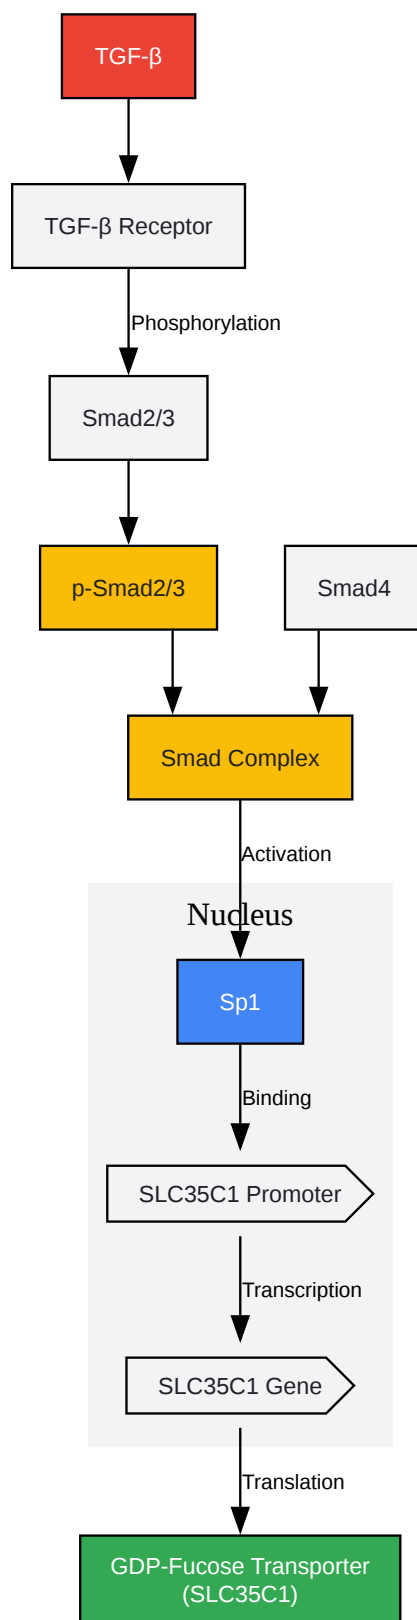 TGF-β
TGF-β Receptor
Phosphorylation
Smad2/3
p-Smad2/3
Smad4
Smad Complex
Activation
Nucleus
Sp1
Binding
SLC35C1 Promoter
Transcription
SLC35C1 Gene
Translation
GDP-Fucose Transporter
(SLC35C1)